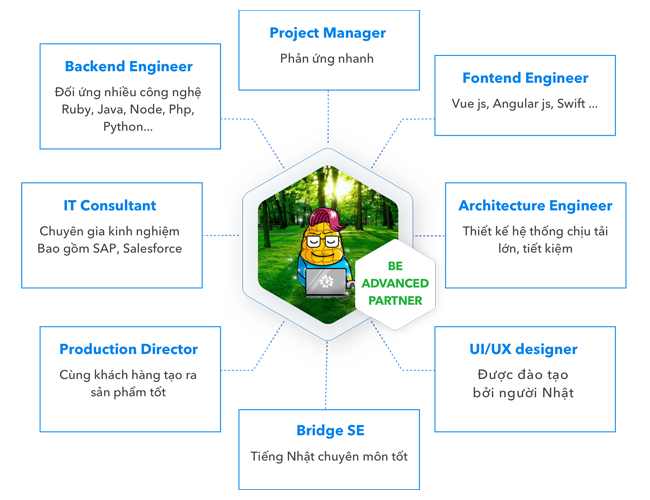 Project Manager
Phản ứng nhanh
Backend Engineer
Đối ứng nhiều công nghệ
Ruby, Java, Node, Php,
Python...
Fontend Engineer
Vue js, Angular js, Swift ...
IT Consultant
Chuyên gia kinh nghiệm
Bao gồm SAP, Salesforce
Architecture Engineer
Thiết kế hệ thống chịu tải
lớn, tiết kiệm
BE
ADVANCED
PARTNER
Production Director
Cùng khách hàng tạo ra
sản phẩm tốt
UI/UX designer
Được đào tạo
bởi người Nhật
Bridge SE
Tiếng Nhật chuyên môn tốt